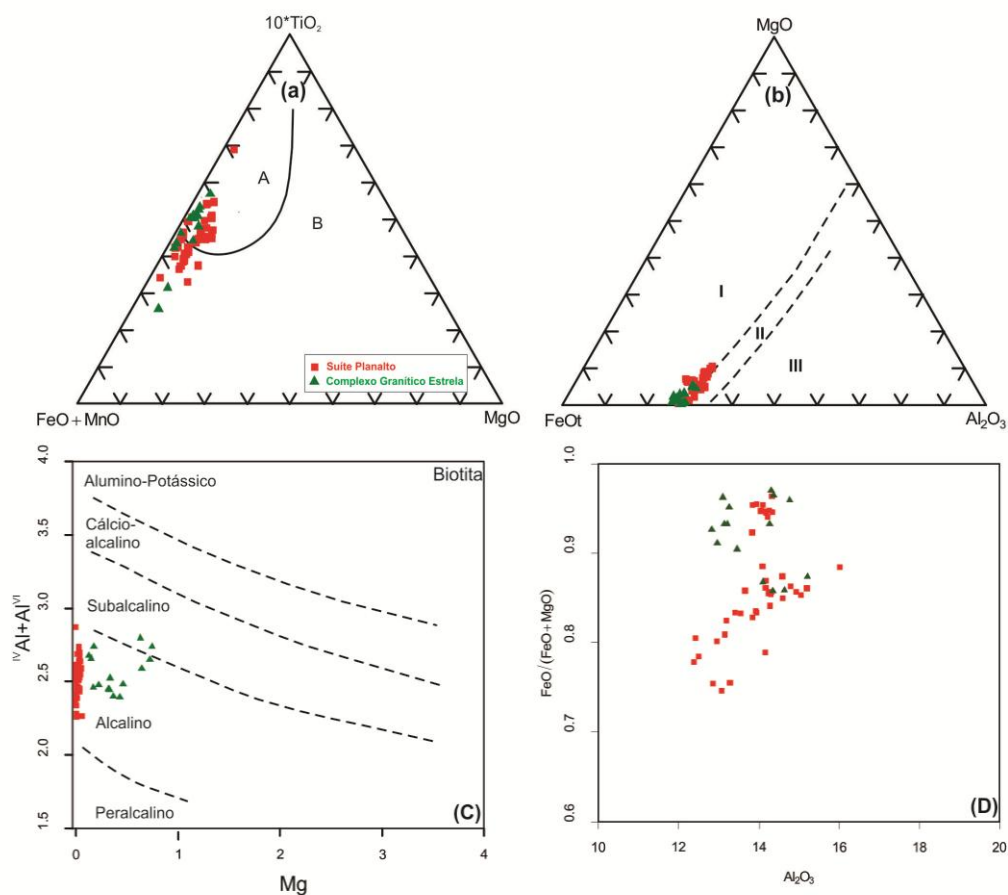 10*TiO₂
(a)
A
B
Suíte Planalto
Complexo Granítico Estrela
FeO+MnO
MgO
MgO
(b)
I
II
III
FeOt
Al₂O₃
4.0
3.5
3.0
2.5
2.0
1.5
ᴵⱽAl+Alⱽᴵ
Biotita
Alumino-Potássico
Cálcio-
alcalino
Subalcalino
Alcalino
Peralcalino
(C)
0
1
2
3
4
Mg
1.0
0.9
0.8
0.7
0.6
FeO/(FeO+MgO)
(D)
10
12
14
16
18
20
Al₂O₃